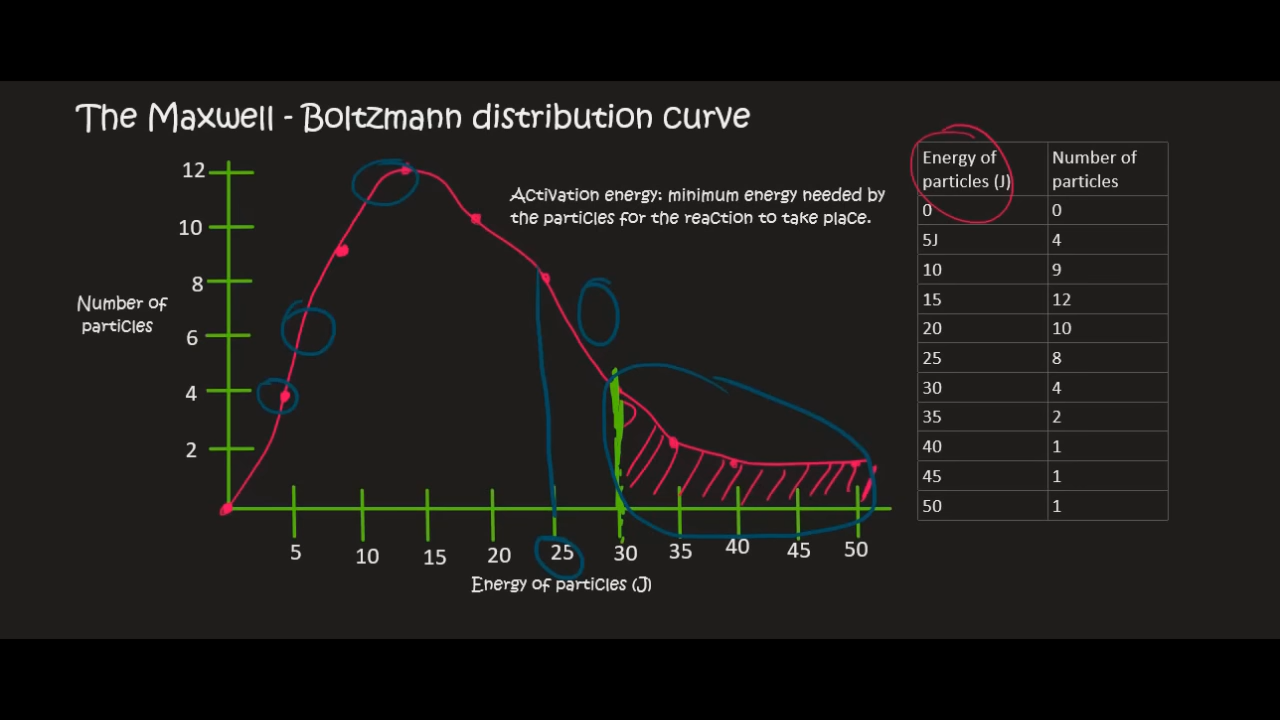 The Maxwell - Boltzmann distribution curve
12
10
8
6
4
2
Number of
particles
Activation energy: minimum energy needed by
the particles for the reaction to take place.
5 10 15 20 25 30 35 40 45 50
Energy of particles (J)
Energy of particles (J) Number of particles
0 0
5J 4
10 9
15 12
20 10
25 8
30 4
35 2
40 1
45 1
50 1